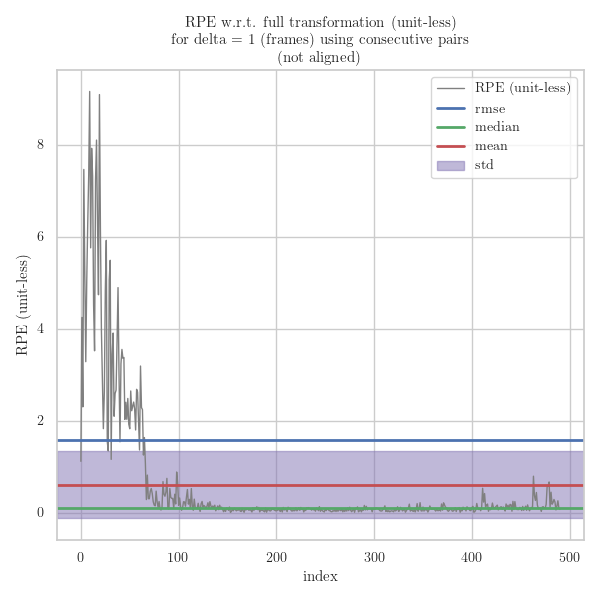 RPE w.r.t. full transformation (unit-less)
for delta = 1 (frames) using consecutive pairs
(not aligned)
RPE (unit-less)
rmse
median
mean
std
RPE (unit-less)
8
6
4
2
0
0
100
200
300
400
500
index